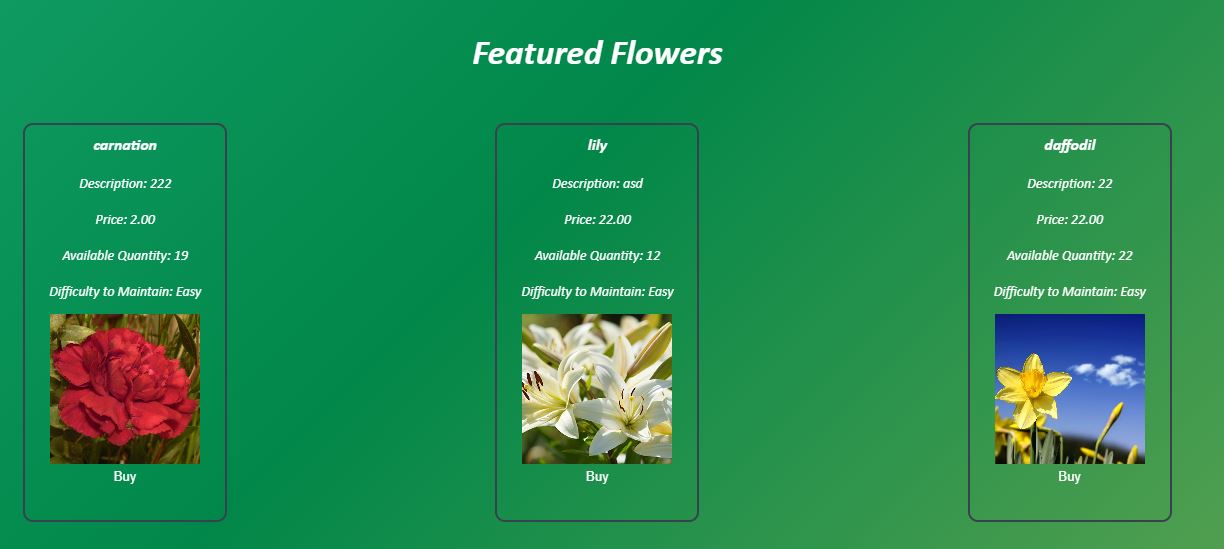 Featured Flowers
carnation
Description: 222
Price: 2.00
Available Quantity: 19
Difficulty to Maintain: Easy
Buy
lily
Description: asd
Price: 22.00
Available Quantity: 12
Difficulty to Maintain: Easy
Buy
daffodil
Description: 22
Price: 22.00
Available Quantity: 22
Difficulty to Maintain: Easy
Buy